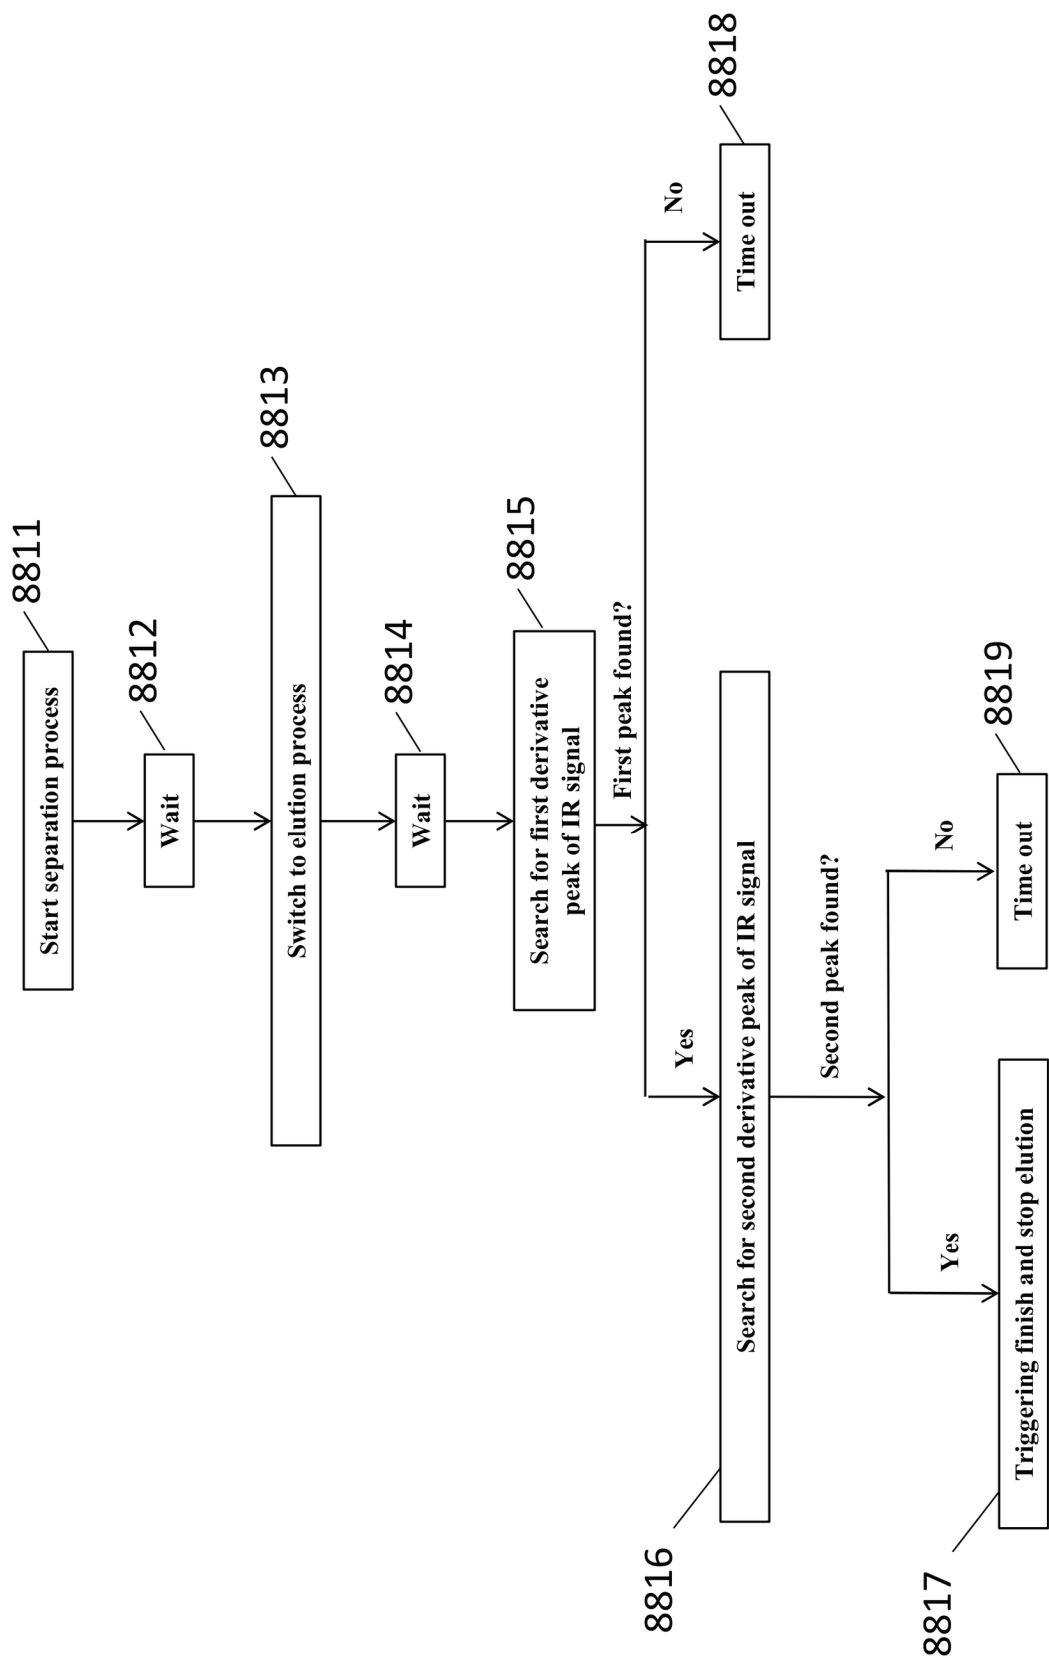 8811
Start separation process
8812
Wait
8813
Switch to elution process
8814
Wait
8815
Search for first derivative
peak of IR signal
First peak found?
Yes
No
8816
Search for second derivative peak of IR signal
8818
Time out
Second peak found?
Yes
No
8817
Triggering finish and stop elution
8819
Time out